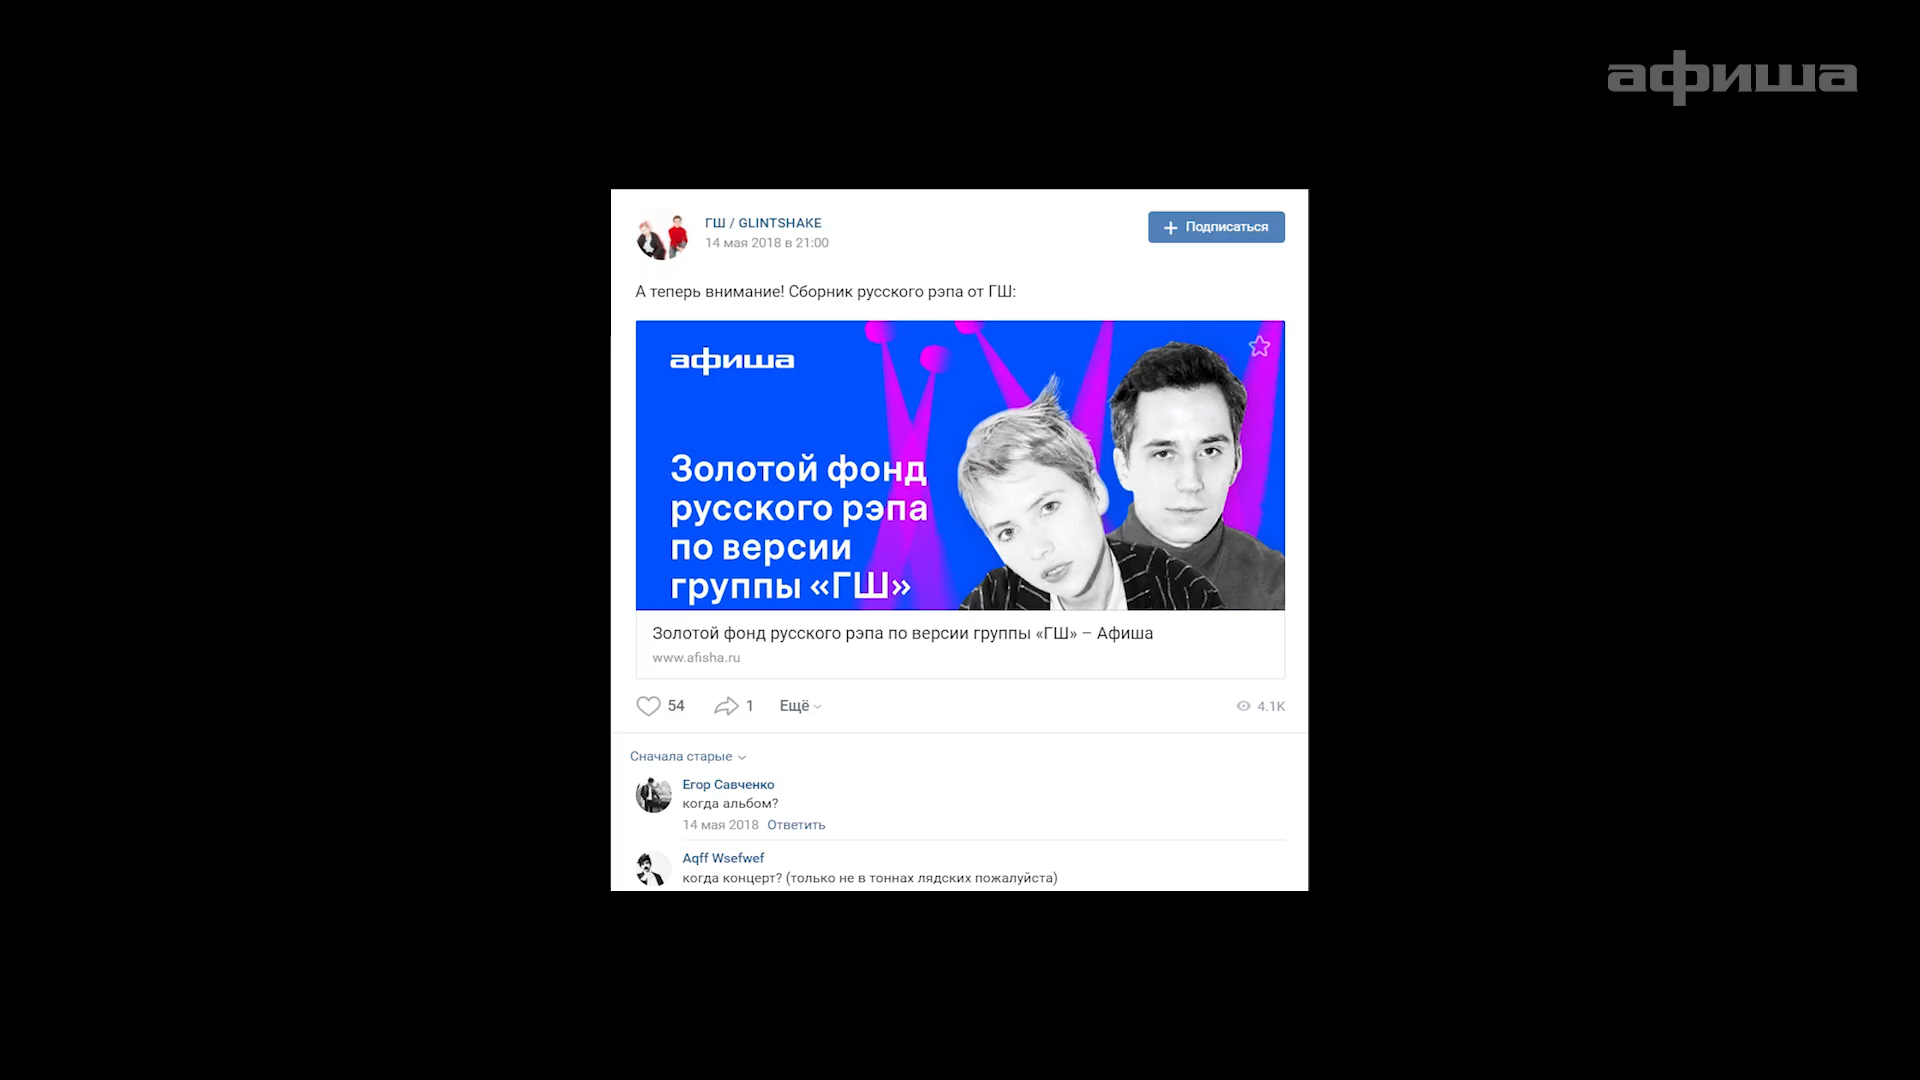 афиша
ГШ / GLINTSHAKE
14 мая 2018 в 21:00
Подписаться
А теперь внимание! Сборник русского рэпа от ГШ:
афиша
Золотой фонд
русского рэпа
по версии
группы «ГШ»
Золотой фонд русского рэпа по версии группы «ГШ» – Афиша
www.afisha.ru
54
1
Ещё
4.1K
Сначала старые
Егор Савченко
когда альбом?
14 мая 2018 Ответить
Aqff Wsefwef
когда концерт? (только не в тоннах лядских пожалуйста)